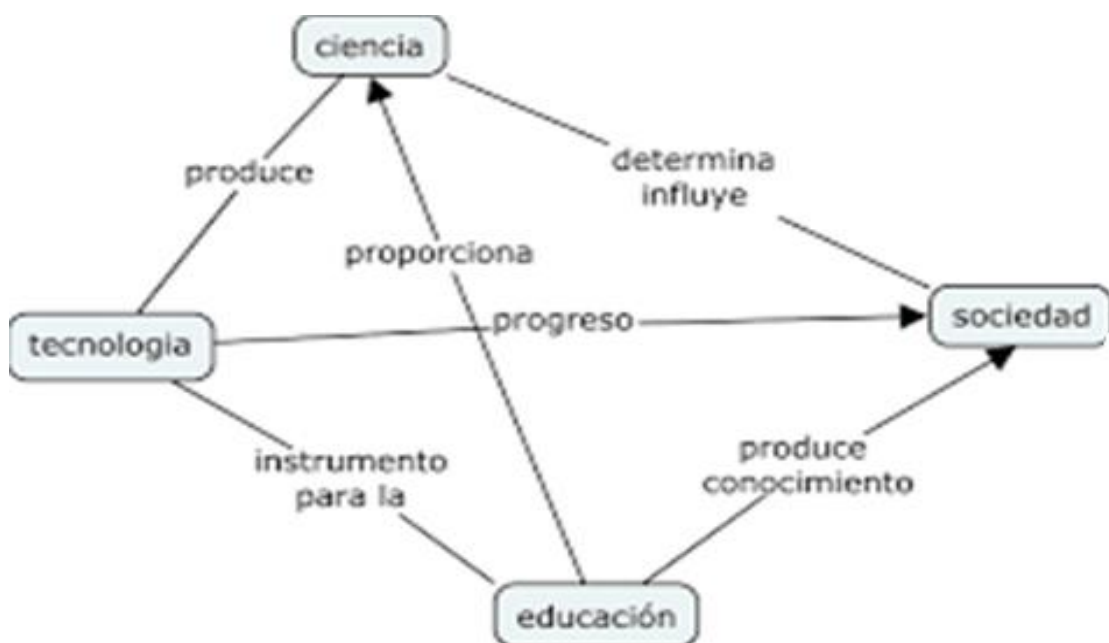 ciencia
produce
determina
influye
proporciona
progreso
sociedad
tecnologia
instrumento
para la
produce
conocimiento
educación